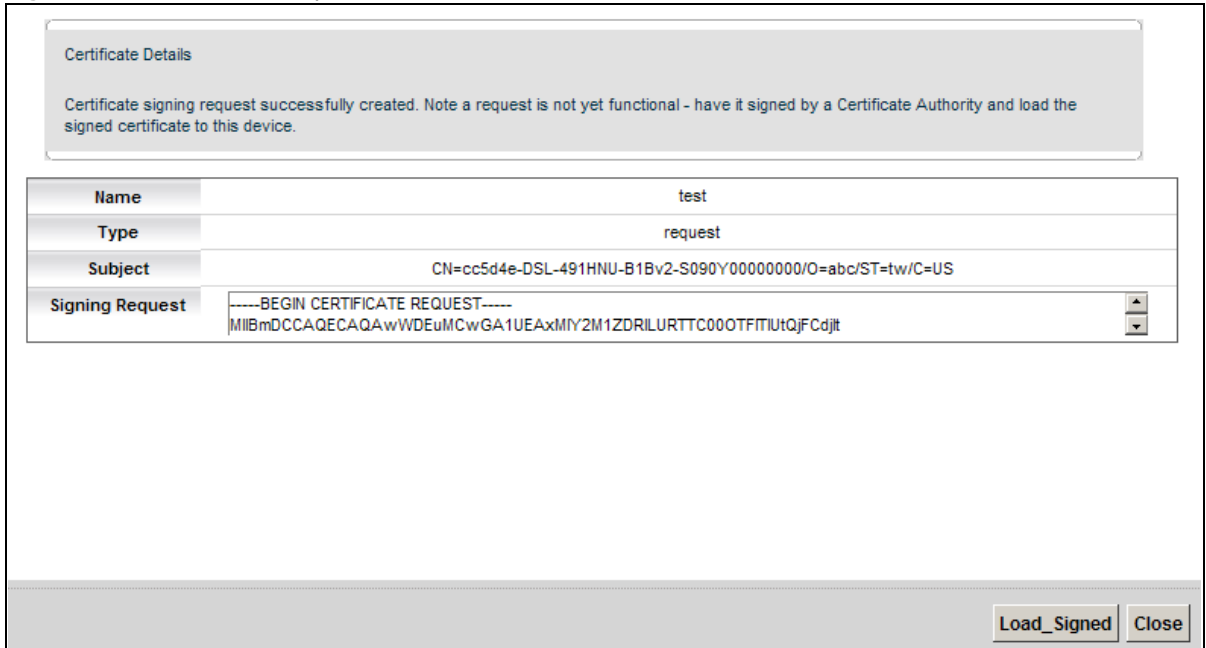 Certificate Details
Certificate signing request successfully created. Note a request is not yet functional - have it signed by a Certificate Authority and load the
signed certificate to this device.
Name test
Type request
Subject CN=cc5d4e-DSL-491HNU-B1Bv2-S090Y00000000/O=abc/ST=tw/C=US
Signing Request -----BEGIN CERTIFICATE REQUEST-----
MIIBmDCCAQECAQAwWDEuMCwGA1UEAxMlY2M1ZDRlLURTTC00OTFITlUtQjFCdjIt
Load_Signed Close